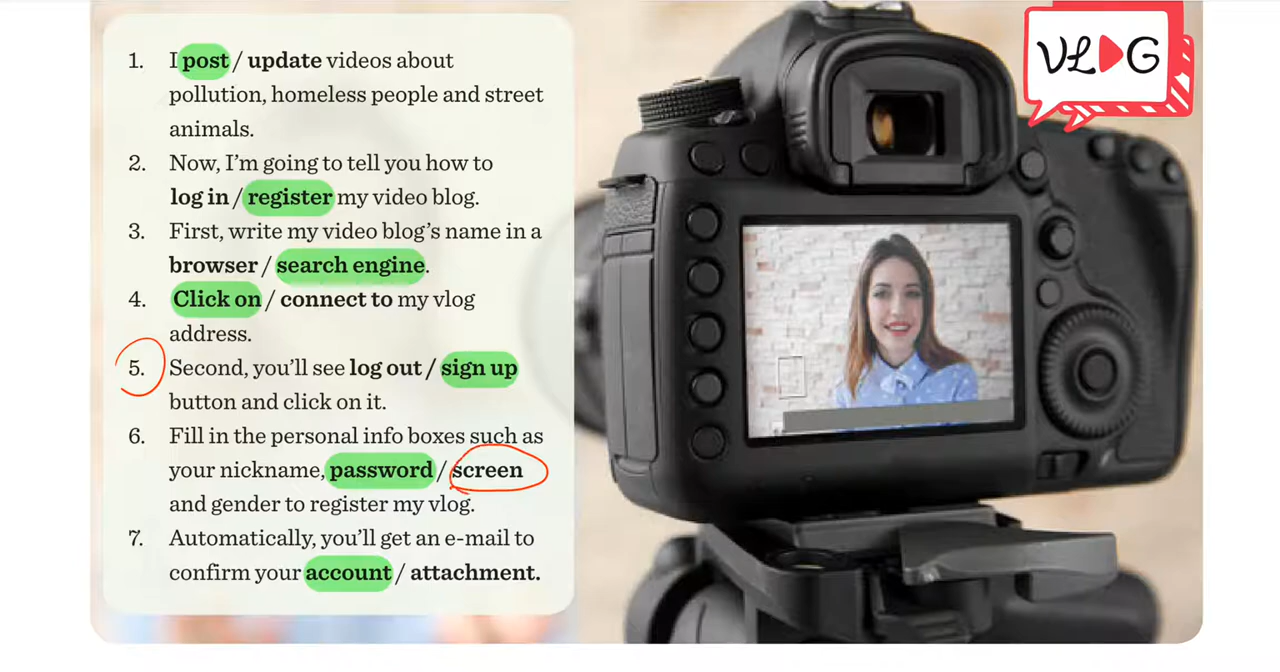 1. I post / update videos about
pollution, homeless people and street
animals.
2. Now, I'm going to tell you how to
log in / register my video blog.
3. First, write my video blog's name in a
browser / search engine.
4. Click on / connect to my vlog
address.
5. Second, you'll see log out / sign up
button and click on it.
6. Fill in the personal info boxes such as
your nickname, password / screen
and gender to register my vlog.
7. Automatically, you'll get an e-mail to
confirm your account / attachment.
VLOG